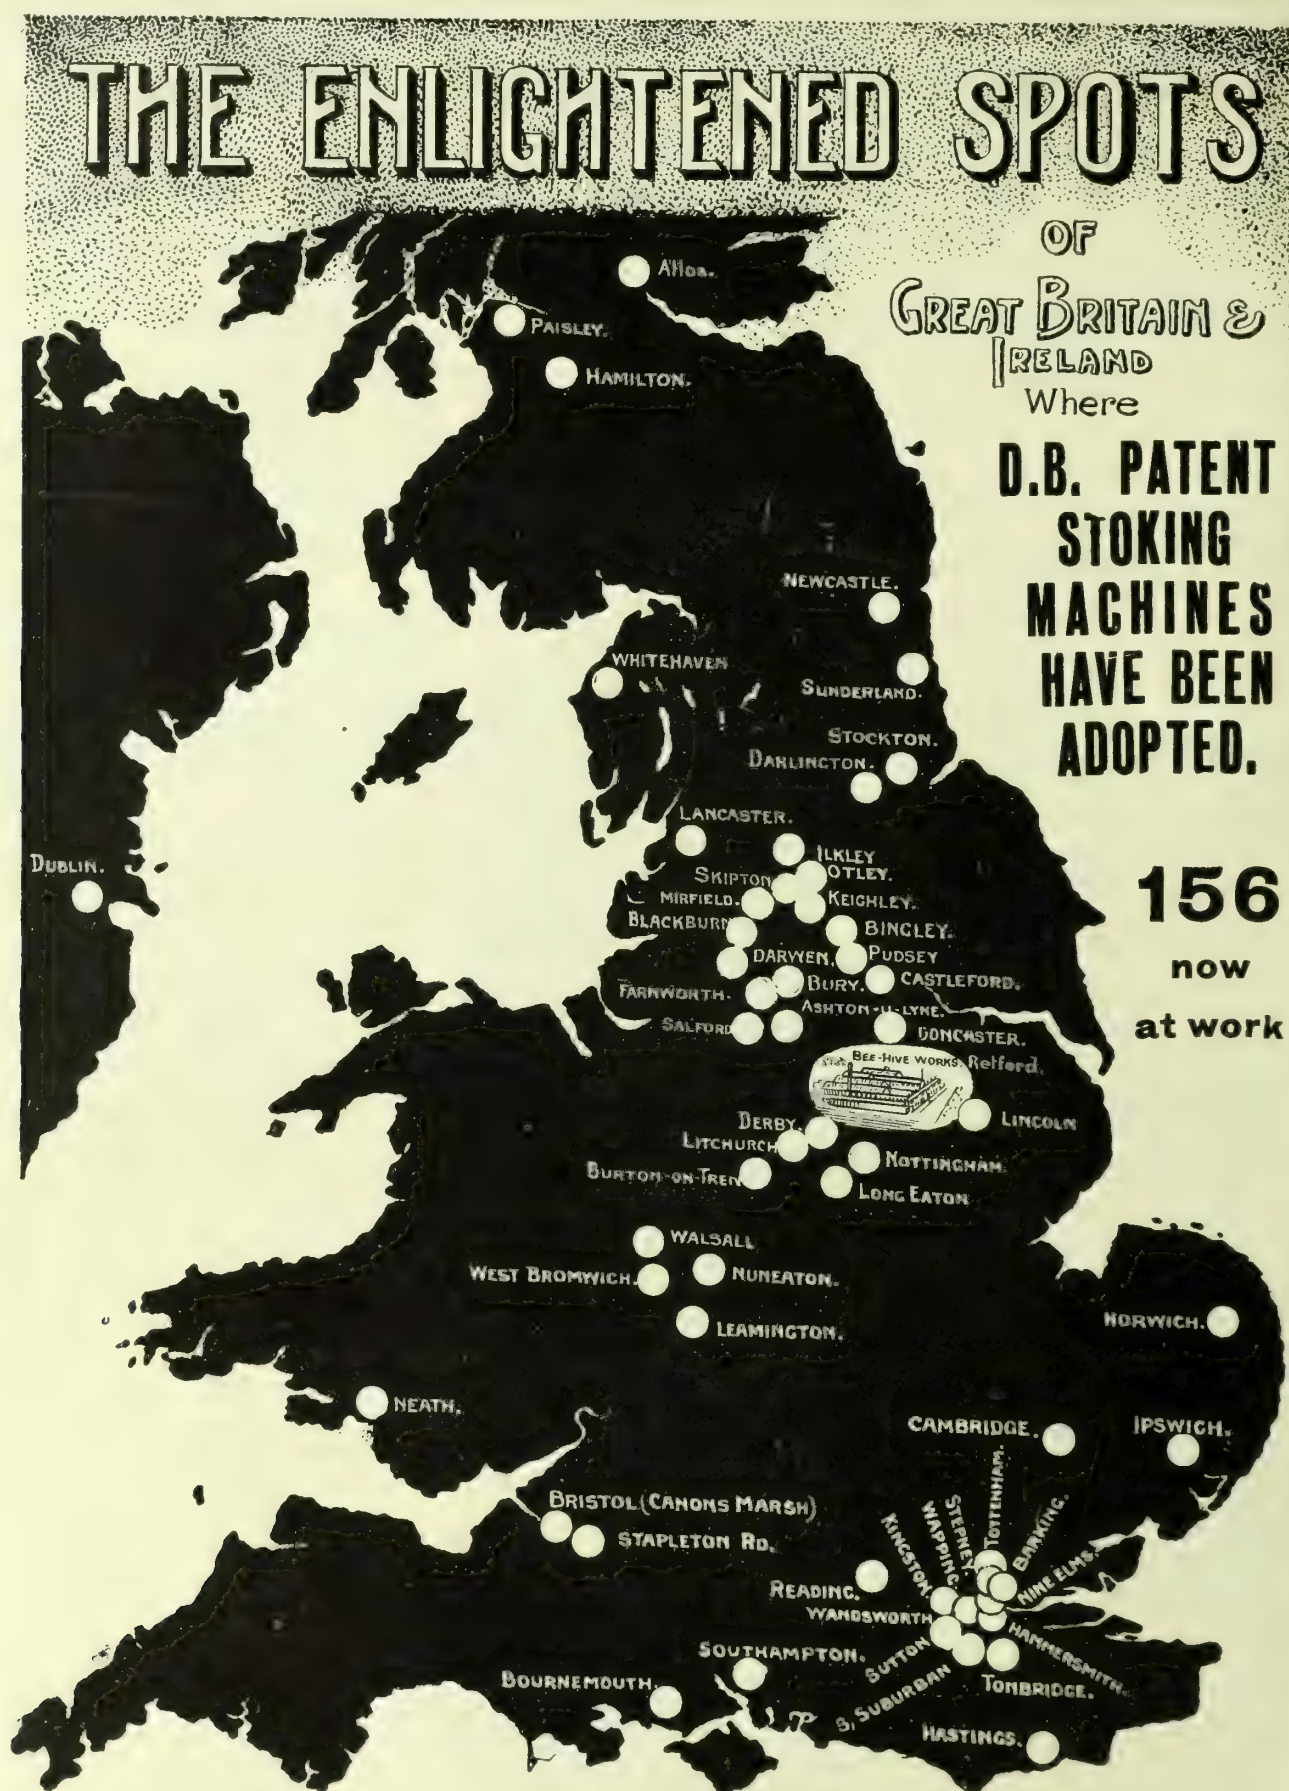 THE ENLIGHTENED SPOTS
OF
GREAT BRITAIN &
IRELAND
Where
D.B. PATENT
STOKING
MACHINES
HAVE BEEN
ADOPTED.
156
now
at work
PAISLEY.
HAMILTON.
NEWCASTLE.
WHITEHAVEN
SUNDERLAND.
STOCKTON.
DARLINGTON.
LANCASTER.
ILKLEY
OTLEY.
SKIPTON
MIRFIELD.
KEIGHLEY.
BLACKBURN
BINGLEY.
DUBLIN.
DARWEN.
PUDSEY
FARNWORTH.
BURY.
CASTLEFORD.
ASHTON-U-LYNE.
SALFORD
DONCASTER.
BEE-HIVE WORKS. Retford.
LINCOLN
DERBY.
LITCHURCH
NOTTINGHAM.
BURTON-ON-TREN
LONG EATON
WALSALL
WEST BROMWICH.
NUNEATON.
LEAMINGTON.
NORWICH.
NEATH.
CAMBRIDGE.
IPSWICH.
BRISTOL (CANONS MARSH)
STAPLETON RD.
KINGSTON.
WAPPING.
STEPNEY.
TOTTENHAM.
BARKING.
NINE ELMS.
READING.
WANDSWORTH
HAMMERSMITH.
SUTTON
S. SUBURBAN
TONBRIDGE.
SOUTHAMPTON.
BOURNEMOUTH.
HASTINGS.